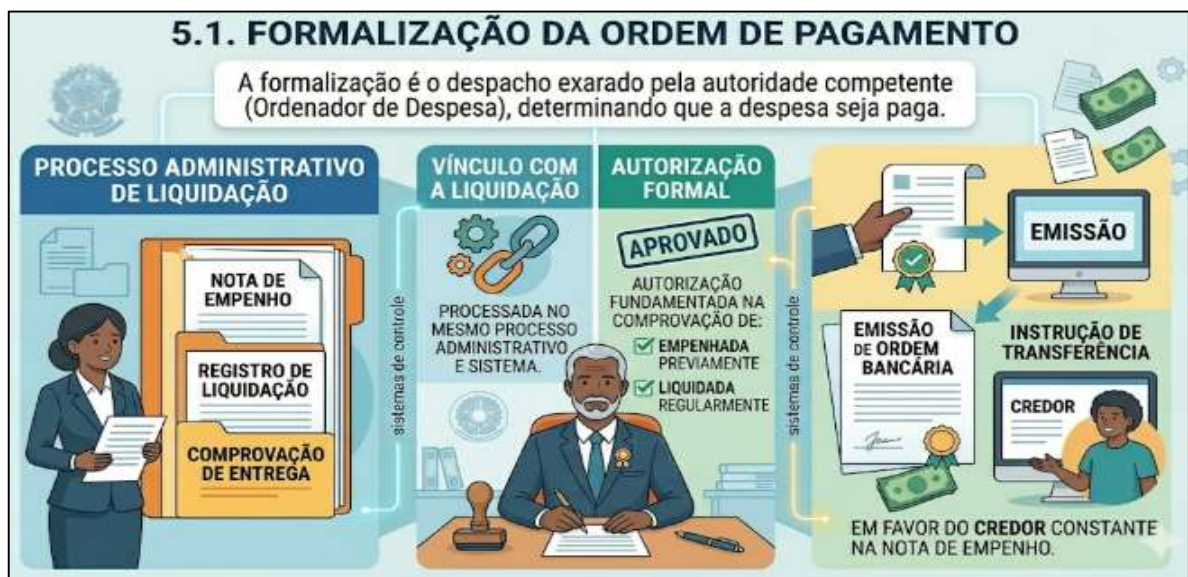 5.1. FORMALIZAÇÃO DA ORDEM DE PAGAMENTO
A formalização é o despacho exarado pela autoridade competente
(Ordenador de Despesa), determinando que a despesa seja paga.
PROCESSO ADMINISTRATIVO
DE LIQUIDAÇÃO
NOTA DE
EMPENHO
REGISTRO DE
LIQUIDAÇÃO
COMPROVAÇÃO
DE ENTREGA
sistemas de controle
VÍNCULO COM
A LIQUIDAÇÃO
PROCESSADA NO
MESMO PROCESSO
ADMINISTRATIVO
E SISTEMA.
AUTORIZAÇÃO
FORMAL
APROVADO
AUTORIZAÇÃO
FUNDAMENTADA NA
COMPROVAÇÃO DE:
EMPENHADA
PREVIAMENTE
LIQUIDADA
REGULARMENTE
sistemas de controle
EMISSÃO
EMISSÃO
DE ORDEM
BANCÁRIA
INSTRUÇÃO DE
TRANSFERÊNCIA
CREDOR
EM FAVOR DO CREDOR CONSTANTE
NA NOTA DE EMPENHO.